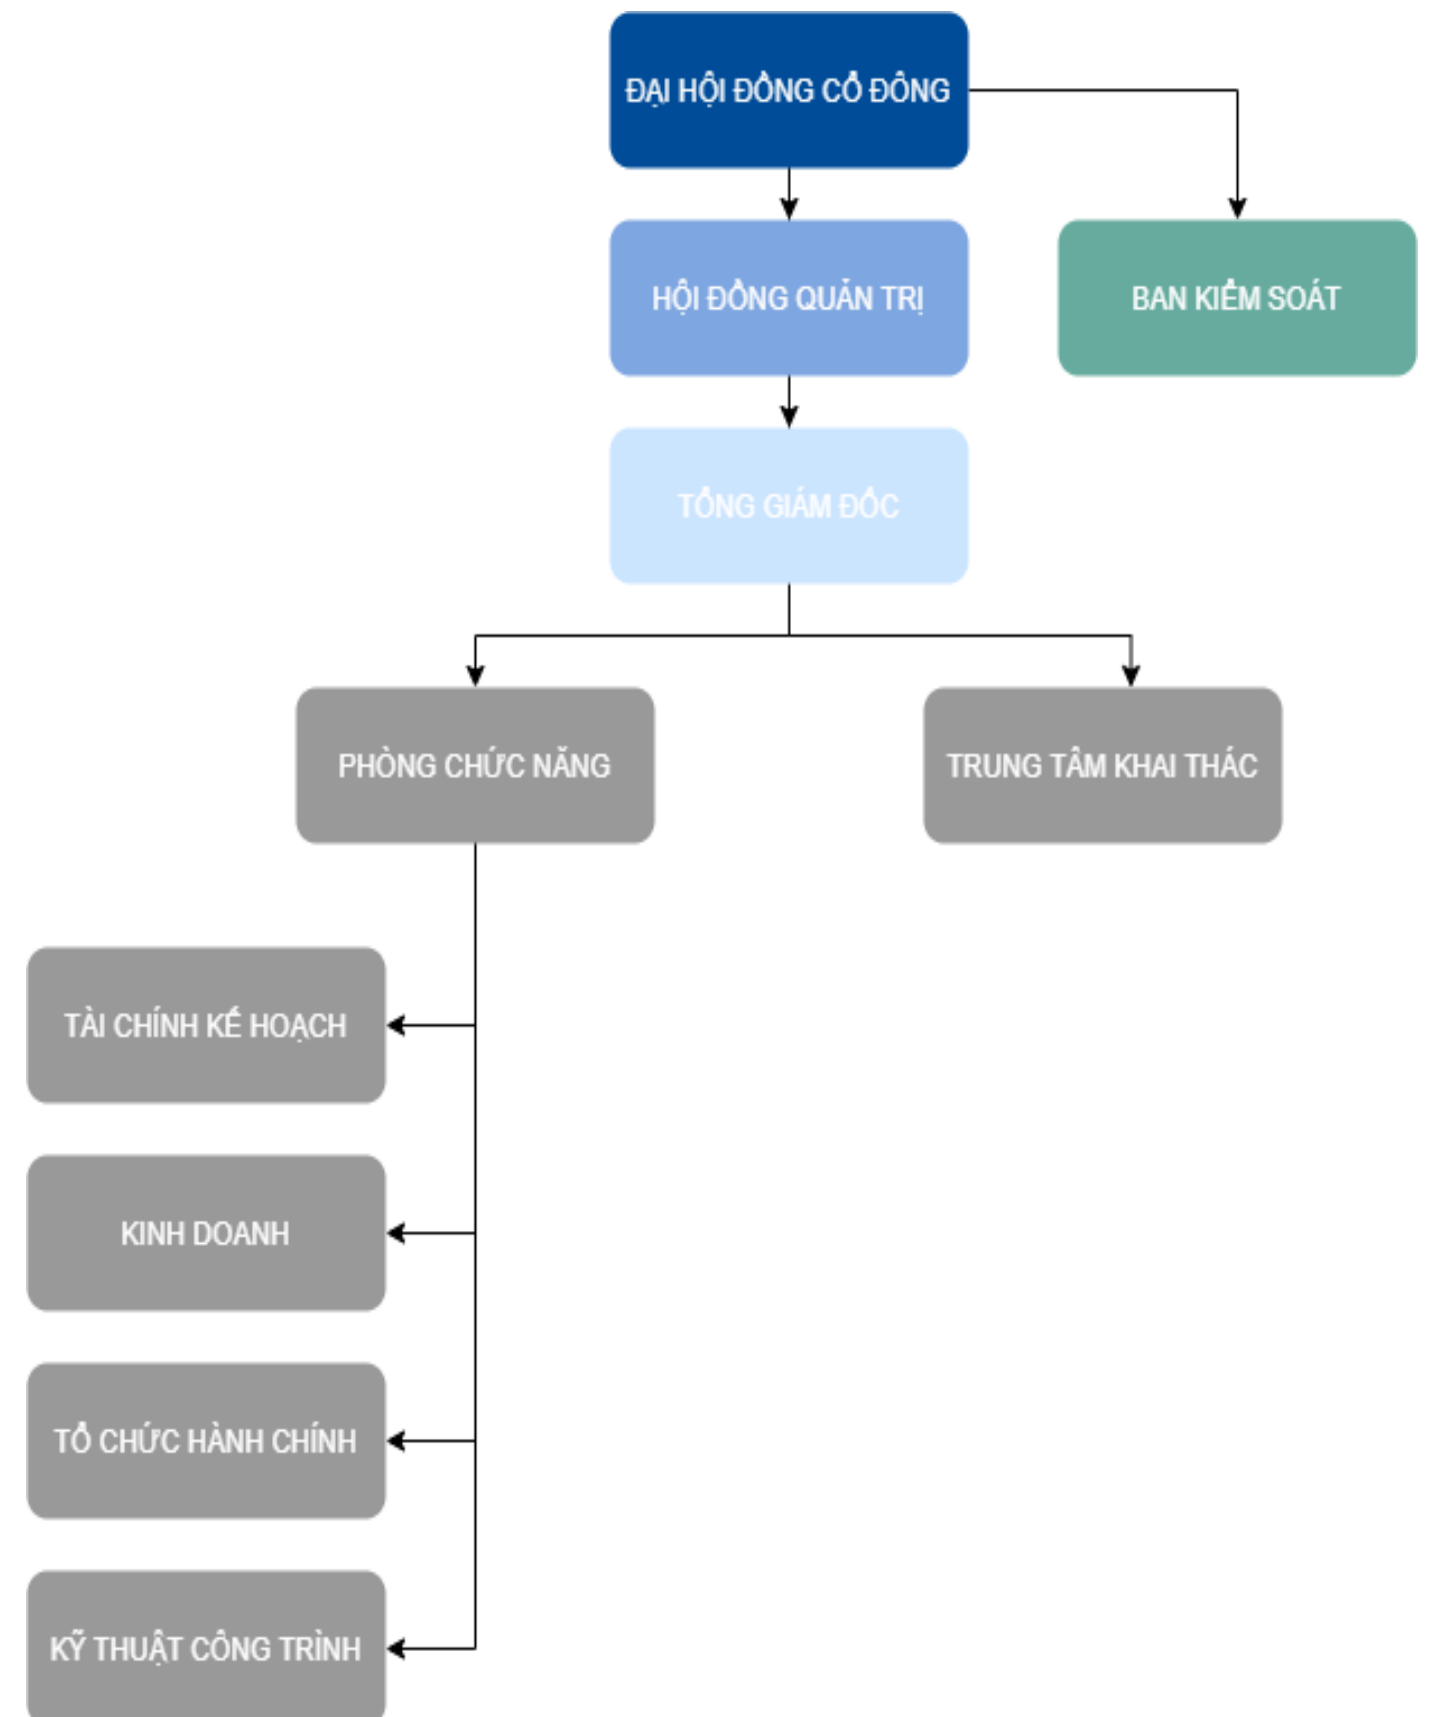 ĐẠI HỘI ĐỒNG CỔ ĐÔNG
HỘI ĐỒNG QUẢN TRỊ
BAN KIỂM SOÁT
TỔNG GIÁM ĐỐC
PHÒNG CHỨC NĂNG
TRUNG TÂM KHAI THÁC
TÀI CHÍNH KẾ HOẠCH
KINH DOANH
TỔ CHỨC HÀNH CHÍNH
KỸ THUẬT CÔNG TRÌNH